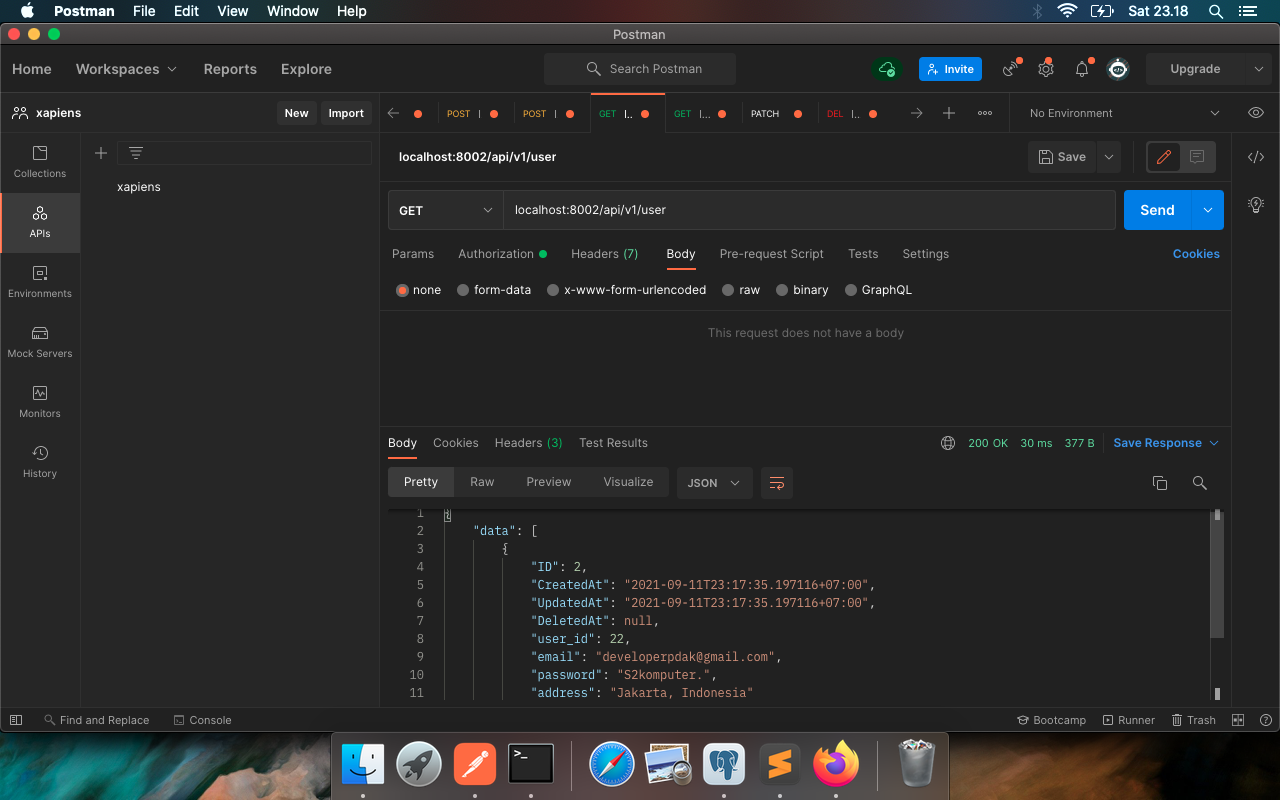 Postman File Edit View Window Help Sat 23.18
Postman
Home Workspaces Reports Explore Search Postman Invite Upgrade
xapiens New Import POST POST GET GET PATCH DEL No Environment
localhost:8002/api/v1/user Save
Collections
xapiens
GET localhost:8002/api/v1/user Send
APIs
Params Authorization Headers (7) Body Pre-request Script Tests Settings Cookies
Environments
none form-data x-www-form-urlencoded raw binary GraphQL
This request does not have a body
Mock Servers
Monitors
Body Cookies Headers (3) Test Results 200 OK 30 ms 377 B Save Response
History
Pretty Raw Preview Visualize JSON
1 {
2 "data": [
3 {
4 "ID": 2,
5 "CreatedAt": "2021-09-11T23:17:35.197116+07:00",
6 "UpdatedAt": "2021-09-11T23:17:35.197116+07:00",
7 "DeletedAt": null,
8 "user_id": 22,
9 "email": "developerpdak@gmail.com",
10 "password": "S2komputer.",
11 "address": "Jakarta, Indonesia"
Find and Replace Console Bootcamp Runner Trash